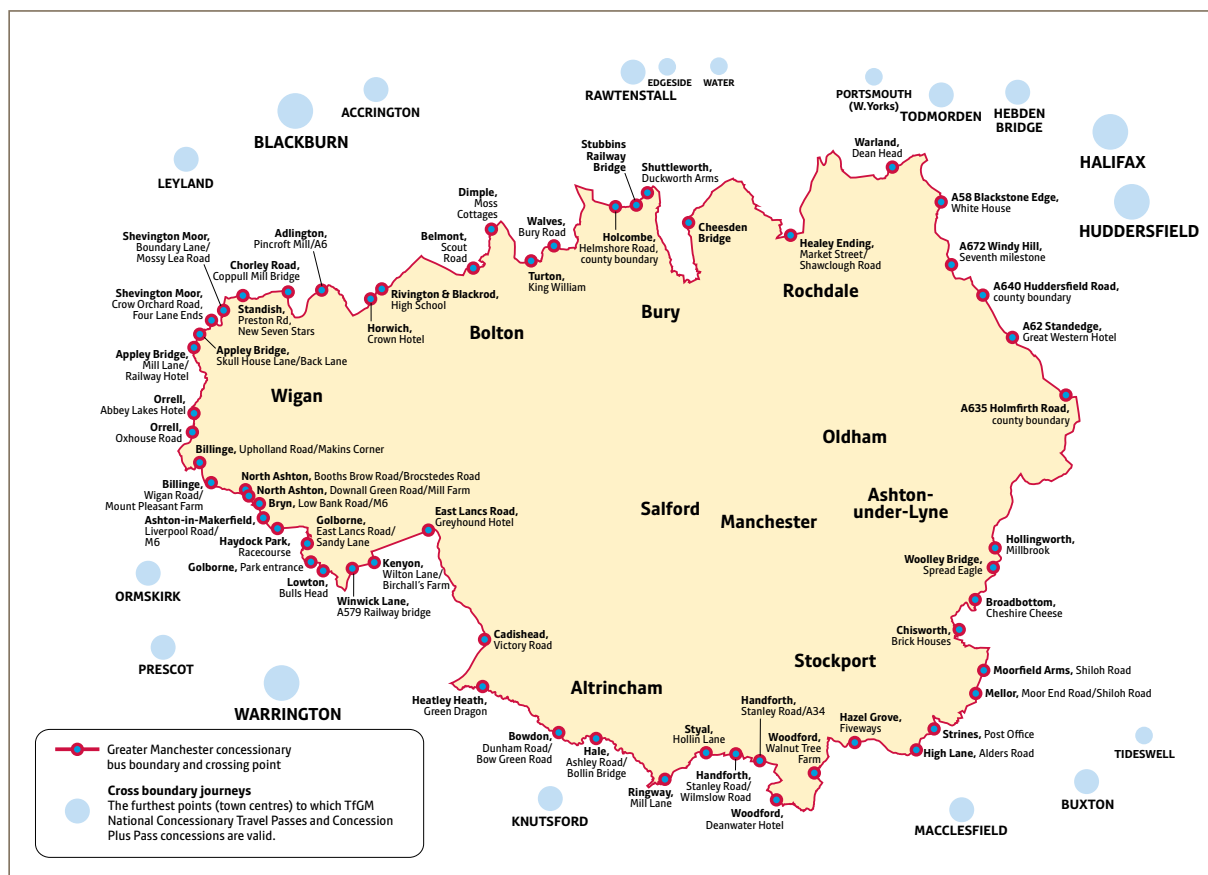 RAWTENSTALL
EDGESIDE
WATER
PORTSMOUTH
(W.Yorks)
TODMORDEN
HEBDEN
BRIDGE
ACCRINGTON
BLACKBURN
LEYLAND
HALIFAX
HUDDERSFIELD
Stubbins
Railway
Bridge
Shuttleworth,
Duckworth Arms
Warland,
Dean Head
Dimple,
Moss
Cottages
Walves,
Bury Road
A58 Blackstone Edge,
White House
Shevington Moor,
Boundary Lane/
Mossy Lea Road
Adlington,
Pincroft Mill/A6
Belmont,
Scout
Road
Holcombe,
Helmshore Road,
county boundary
Cheesden
Bridge
Healey Ending,
Market Street/
Shawclough Road
A672 Windy Hill,
Seventh milestone
Chorley Road,
Coppull Mill Bridge
Turton,
King William
Shevington Moor,
Crow Orchard Road,
Four Lane Ends
Standish,
Preston Rd,
New Seven Stars
Rivington & Blackrod,
High School
Rochdale
A640 Huddersfield Road,
county boundary
Horwich,
Crown Hotel
Bolton
Bury
A62 Standedge,
Great Western Hotel
Appley Bridge,
Mill Lane/
Railway Hotel
Appley Bridge,
Skull House Lane/Back Lane
Wigan
Orrell,
Abbey Lakes Hotel
A635 Holmfirth Road,
county boundary
Orrell,
Oxhouse Road
Oldham
Billinge, Upholland Road/Makins Corner
Billinge,
Wigan Road/
Mount Pleasant Farm
North Ashton, Booths Brow Road/Brocstedes Road
North Ashton, Downall Green Road/Mill Farm
Bryn, Low Bank Road/M6
Ashton-in-Makerfield,
Liverpool Road/
M6
Golborne,
East Lancs Road/
Sandy Lane
East Lancs Road,
Greyhound Hotel
Salford
Manchester
Ashton-
under-Lyne
Haydock Park,
Racecourse
Hollingworth,
Millbrook
Golborne, Park entrance
Kenyon,
Wilton Lane/
Birchall's Farm
Woolley Bridge,
Spread Eagle
Lowton,
Bulls Head
Winwick Lane,
A579 Railway bridge
ORMSKIRK
Broadbottom,
Cheshire Cheese
Cadishead,
Victory Road
Chisworth,
Brick Houses
PRESCOT
Stockport
Moorfield Arms, Shiloh Road
Altrincham
Mellor, Moor End Road/Shiloh Road
Heatley Heath,
Green Dragon
Handforth,
Stanley Road/A34
WARRINGTON
Hazel Grove,
Fiveways
Strines, Post Office
Styal,
Hollin Lane
Woodford,
Walnut Tree
Farm
Bowdon,
Dunham Road/
Bow Green Road
Hale,
Ashley Road/
Bollin Bridge
High Lane, Alders Road
TIDESWELL
Ringway,
Mill Lane
Handforth,
Stanley Road/
Wilmslow Road
Woodford,
Deanwater Hotel
BUXTON
KNUTSFORD
MACCLESFIELD
Greater Manchester concessionary
bus boundary and crossing point
Cross boundary journeys
The furthest points (town centres) to which TfGM
National Concessionary Travel Passes and Concession
Plus Pass concessions are valid.